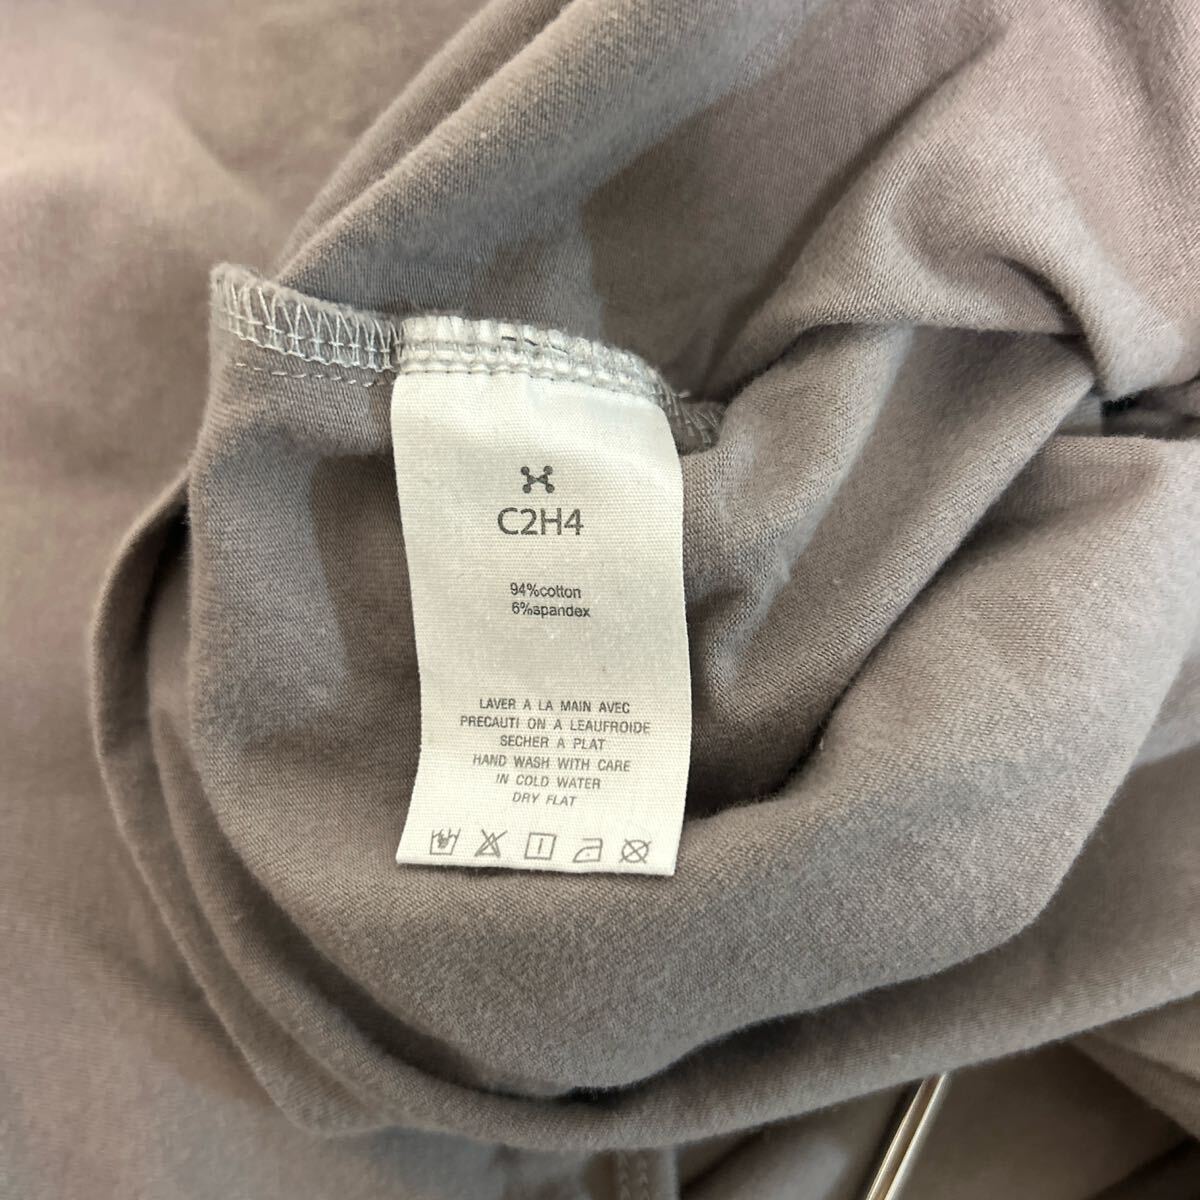 C2H4
94%cotton
6%spandex
LAVER A LA MAIN AVEC
PRECAUTI ON A LEAUFROIDE
SECHER A PLAT
HAND WASH WITH CARE
IN COLD WATER
DRY FLAT